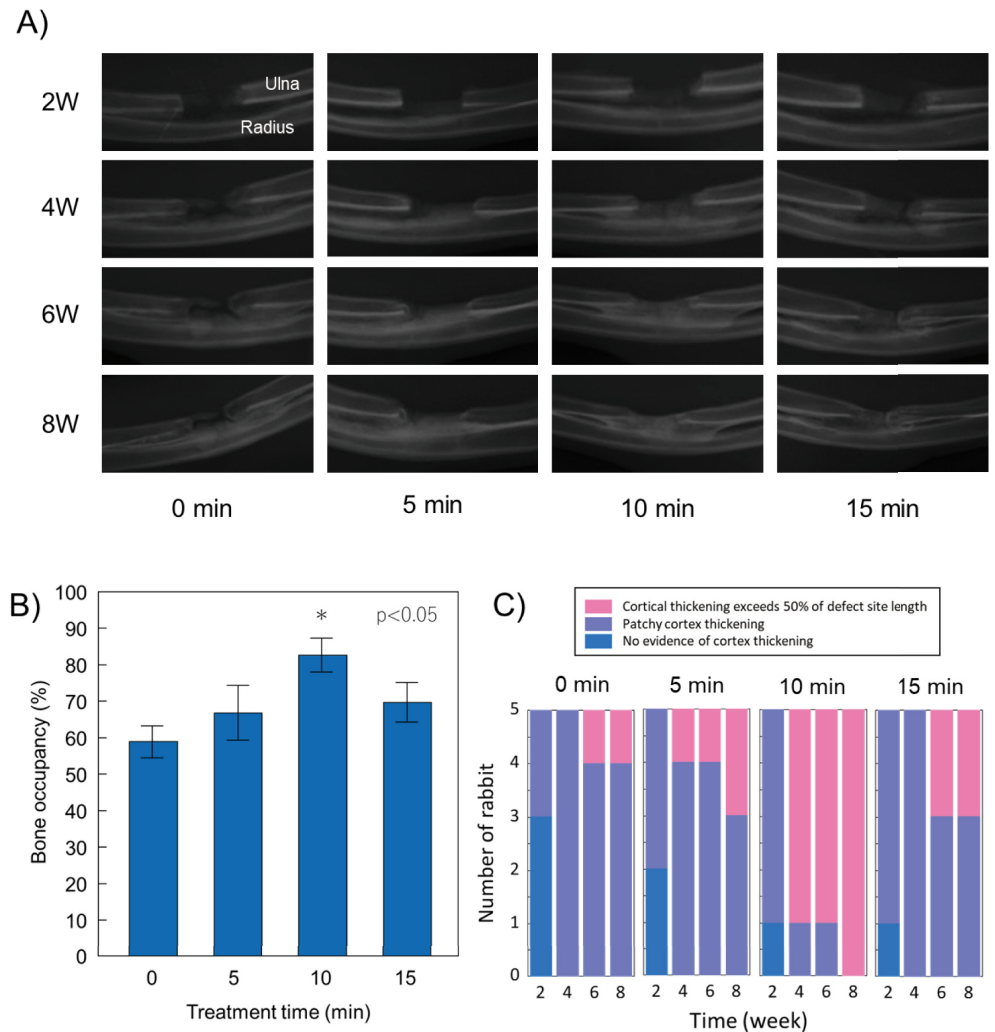 A)
2W
Ulna
Radius
4W
6W
8W
0 min
5 min
10 min
15 min
B)
100
90
80
70
60
50
40
30
20
10
0
*
p<0.05
Bone occupancy (%)
0
5
10
15
Treatment time (min)
C)
Cortical thickening exceeds 50% of defect site length
Patchy cortex thickening
No evidence of cortex thickening
0 min
5 min
10 min
15 min
5
4
3
2
1
0
Number of rabbit
2 4 6 8
2 4 6 8
2 4 6 8
2 4 6 8
Time (week)